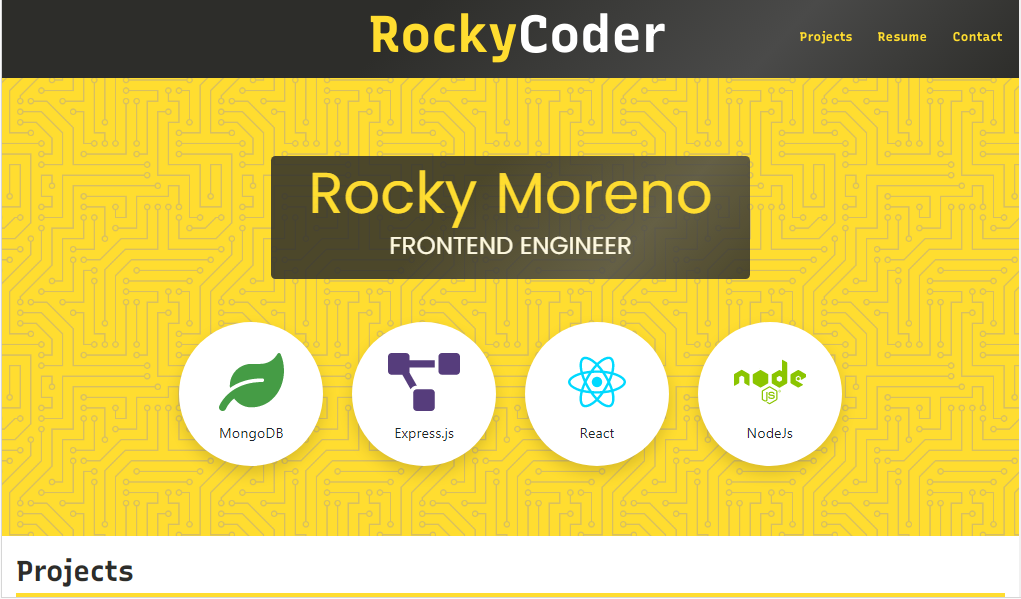 RockyCoder
Projects Resume Contact
Rocky Moreno
FRONTEND ENGINEER
MongoDB Express.js React node JS NodeJs
Projects